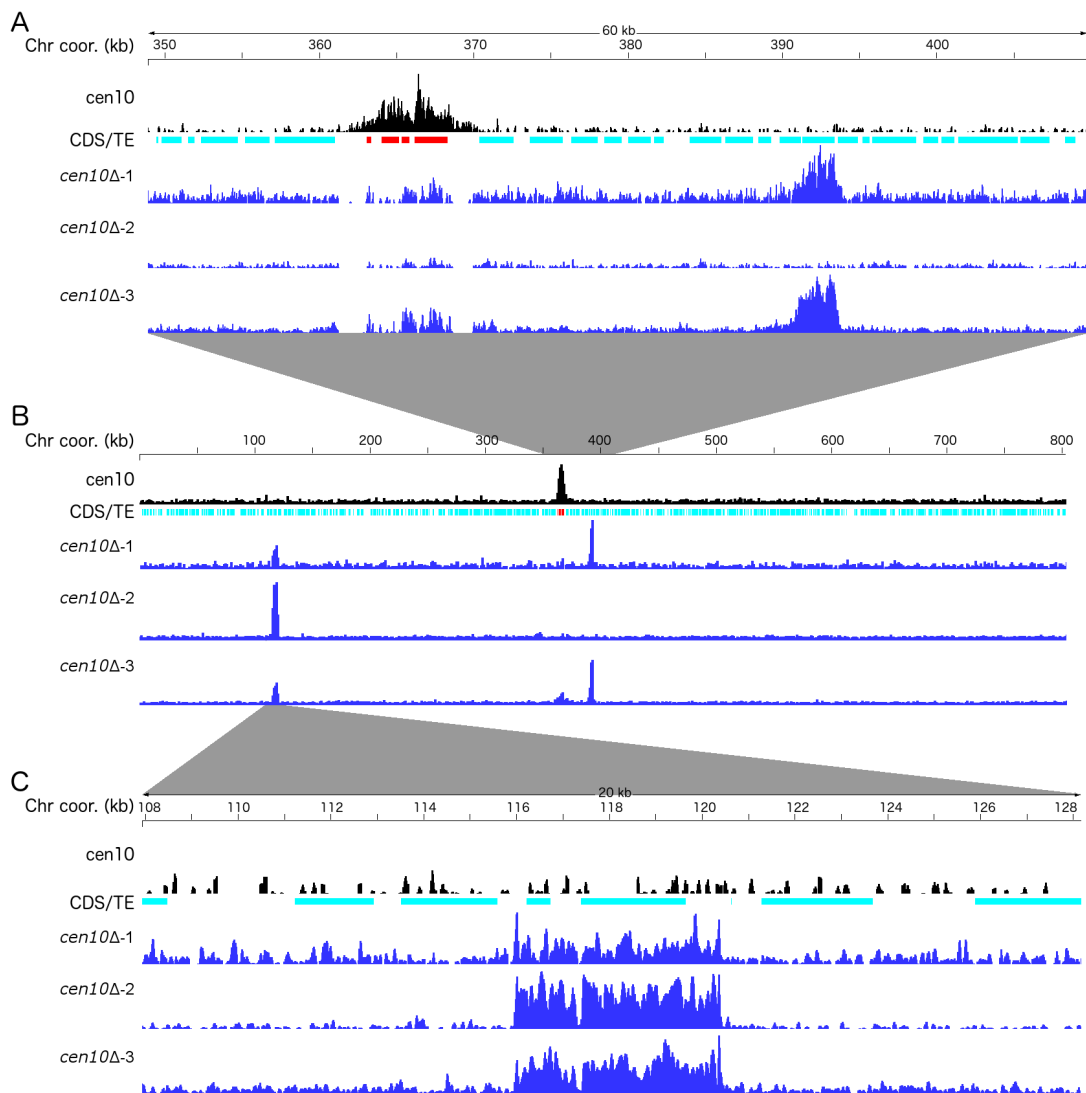 A
60 kb
Chr coor. (kb) 350 360 370 380 390 400
cen10
CDS/TE
cen10Δ-1
cen10Δ-2
cen10Δ-3
B
Chr coor. (kb) 100 200 300 400 500 600 700 800
cen10
CDS/TE
cen10Δ-1
cen10Δ-2
cen10Δ-3
C
20 kb
Chr coor. (kb) 108 110 112 114 116 118 120 122 124 126 128
cen10
CDS/TE
cen10Δ-1
cen10Δ-2
cen10Δ-3